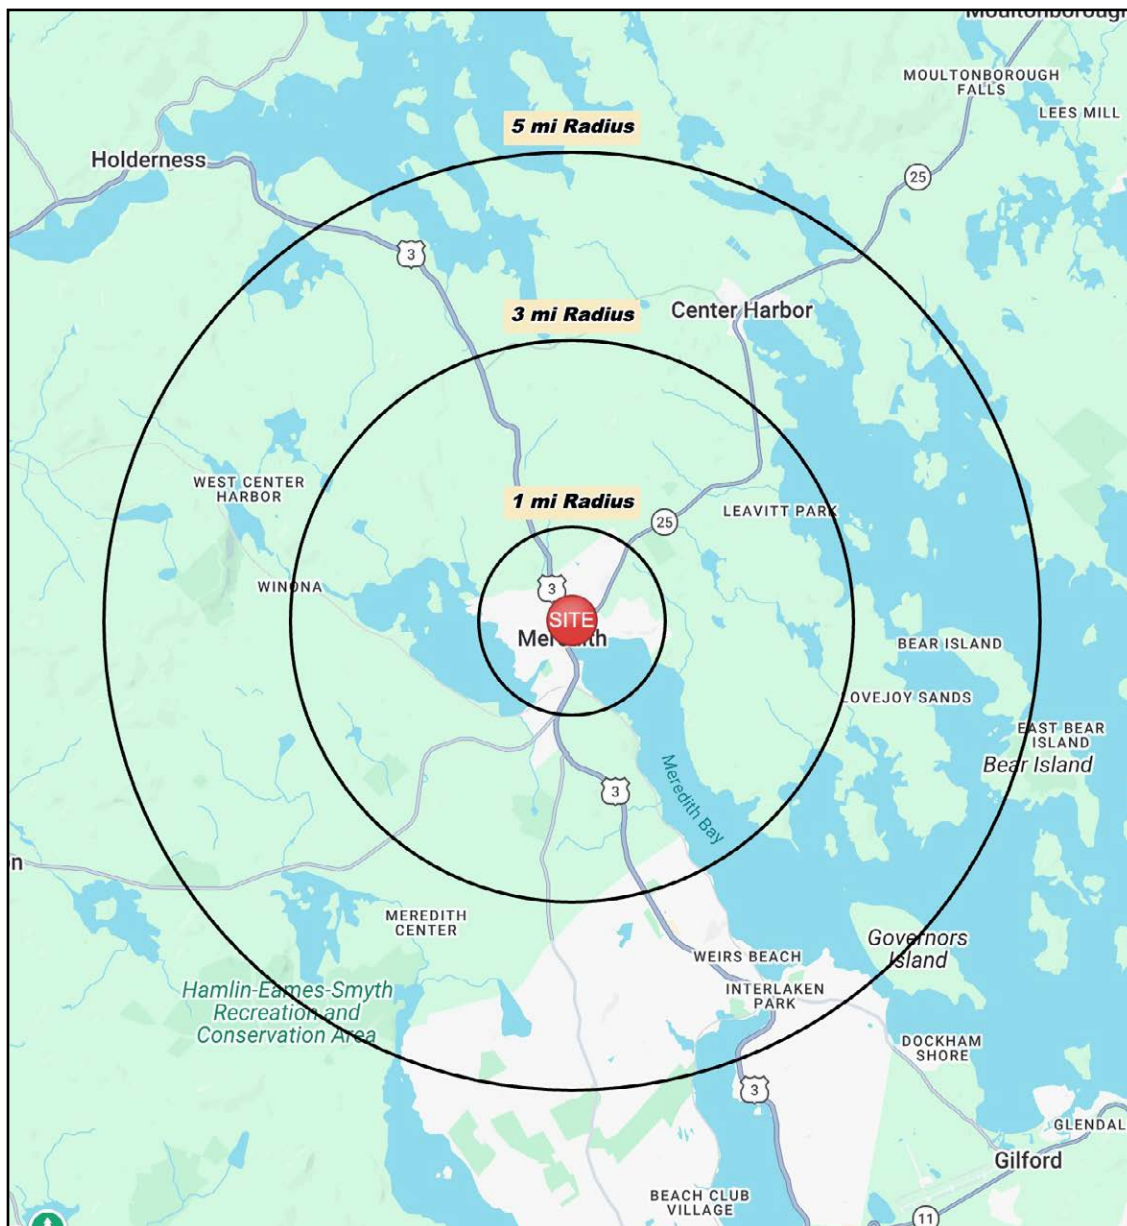 Moultonborough
MOULTONBOROUGH
FALLS
LEES MILL
5 mi Radius
Holderness
25
3
3 mi Radius
Center Harbor
WEST CENTER
HARBOR
1 mi Radius
LEAVITT PARK
25
WINONA
3
SITE
Meredith
BEAR ISLAND
LOVEJOY SANDS
EAST BEAR
ISLAND
Bear Island
Meredith Bay
3
on
MEREDITH
CENTER
Governors
Island
WEIRS BEACH
INTERLAKEN
PARK
Hamlin-Eames-Smyth
Recreation and
Conservation Area
DOCKHAM
SHORE
3
GLENDAL
Gilford
BEACH CLUB
VILLAGE
11